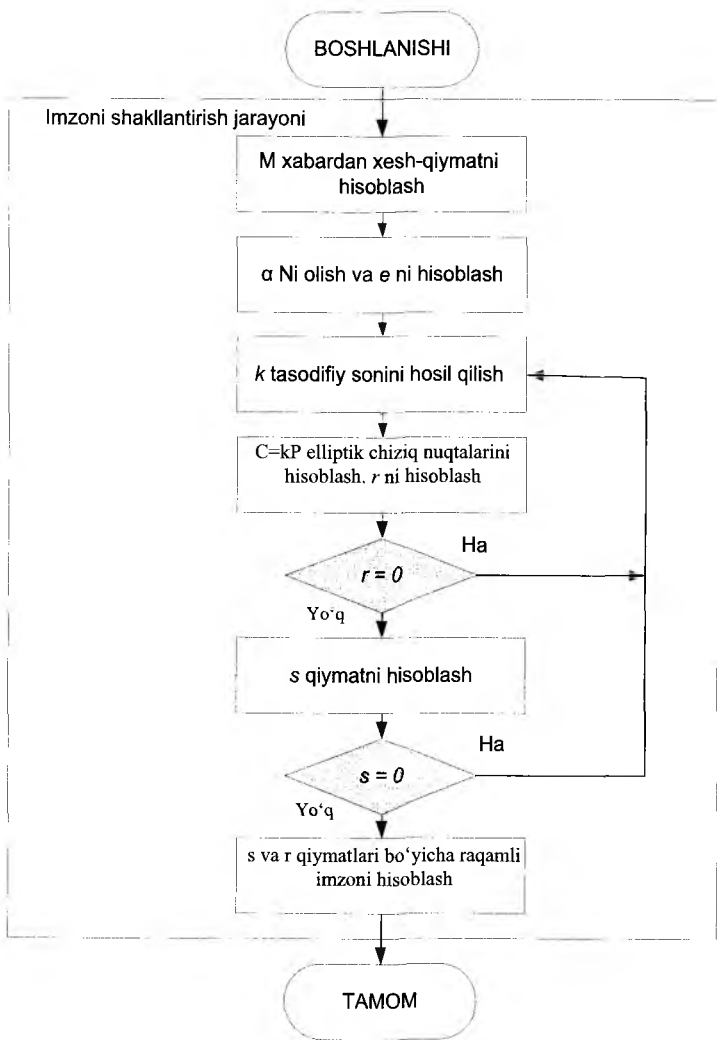 BOSHLANISHI
Imzoni shakllantirish jarayoni
M xabardan xesh-qiymatni
hisoblash
α Ni olish va e ni hisoblash
k tasodifiy sonini hosil qilish
C=kP elliptik chiziq nuqtalarini
hisoblash. r ni hisoblash
Ha
r = 0
Yo‘q
s qiymatni hisoblash
Ha
s = 0
Yo‘q
s va r qiymatlari bo‘yicha raqamli
imzoni hisoblash
TAMOM